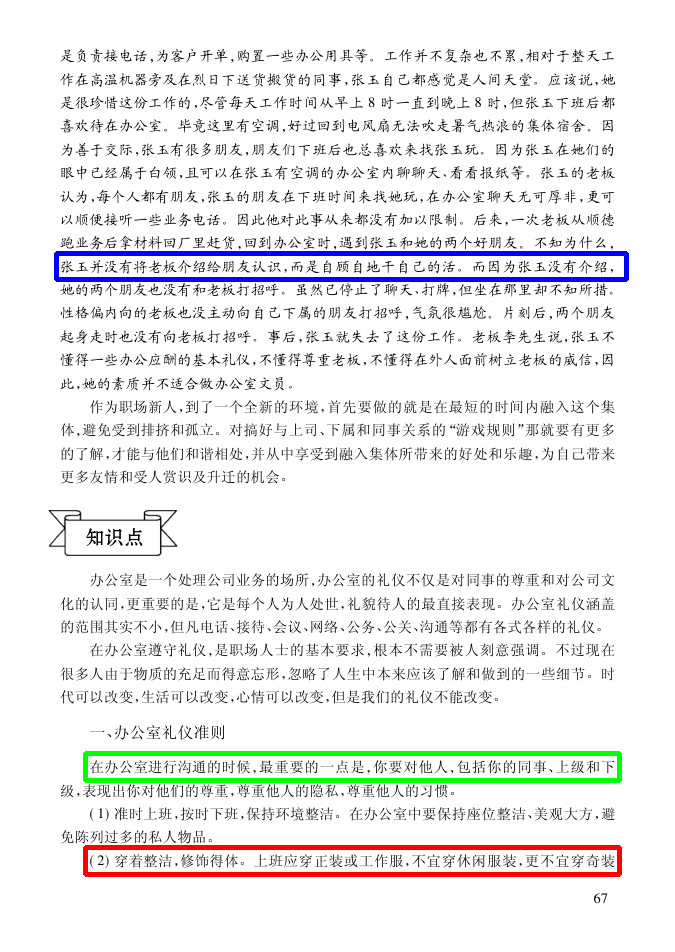 是负责接电话,为客户开单,购置一些办公用具等。工作并不复杂也不累,相对于整天工
作在高温机器旁及在烈日下送货搬货的同事,张玉自己都感觉是人间天堂。应该说,她
是很珍惜这份工作的,尽管每天工作时间从早上 8 时一直到晚上 8 时,但张玉下班后都
喜欢待在办公室。毕竟这里有空调,好过回到电风扇无法吹走暑气热浪的集体宿舍。因
为善于交际,张玉有很多朋友,朋友们下班后也总喜欢来找张玉玩。因为张玉在她们的
眼中已经属于白领,且可以在张玉有空调的办公室内聊聊天、看看报纸等。张玉的老板
认为,每个人都有朋友,张玉的朋友在下班时间来找她玩,在办公室聊天无可厚非,更可
以顺便接听一些业务电话。因此他对此事从来都没有加以限制。后来,一次老板从顺德
跑业务后拿材料回厂里赶货,回到办公室时,遇到张玉和她的两个好朋友。不知为什么,
张玉并没有将老板介绍给朋友认识,而是自顾自地干自己的活。而因为张玉没有介绍,
她的两个朋友也没有和老板打招呼。虽然已停止了聊天、打牌,但坐在那里却不知所措。
性格偏内向的老板也没主动向自己下属的朋友打招呼,气氛很尴尬。片刻后,两个朋友
起身走时也没有向老板打招呼。事后,张玉就失去了这份工作。老板李先生说,张玉不
懂得一些办公应酬的基本礼仪,不懂得尊重老板,不懂得在外人面前树立老板的威信,因
此,她的素质并不适合做办公室文员。
作为职场新人,到了一个全新的环境,首先要做的就是在最短的时间内融入这个集
体,避免受到排挤和孤立。对搞好与上司、下属和同事关系的“游戏规则”那就要有更多
的了解,才能与他们和谐相处,并从中享受到融入集体所带来的好处和乐趣,为自己带来
更多友情和受人赏识及升迁的机会。
知识点
办公室是一个处理公司业务的场所,办公室的礼仪不仅是对同事的尊重和对公司文
化的认同,更重要的是,它是每个人为人处世,礼貌待人的最直接表现。办公室礼仪涵盖
的范围其实不小,但凡电话、接待、会议、网络、公务、公关、沟通等都有各式各样的礼仪。
在办公室遵守礼仪,是职场人士的基本要求,根本不需要被人刻意强调。不过现在
很多人由于物质的充足而得意忘形,忽略了人生中本来应该了解和做到的一些细节。时
代可以改变,生活可以改变,心情可以改变,但是我们的礼仪不能改变。
一、办公室礼仪准则
在办公室进行沟通的时候,最重要的一点是,你要对他人,包括你的同事、上级和下
级,表现出你对他们的尊重,尊重他人的隐私,尊重他人的习惯。
(1)准时上班,按时下班,保持环境整洁。在办公室中要保持座位整洁、美观大方,避
免陈列过多的私人物品。
(2)穿着整洁,修饰得体。上班应穿正装或工作服,不宜穿休闲服装,更不宜穿奇装
67